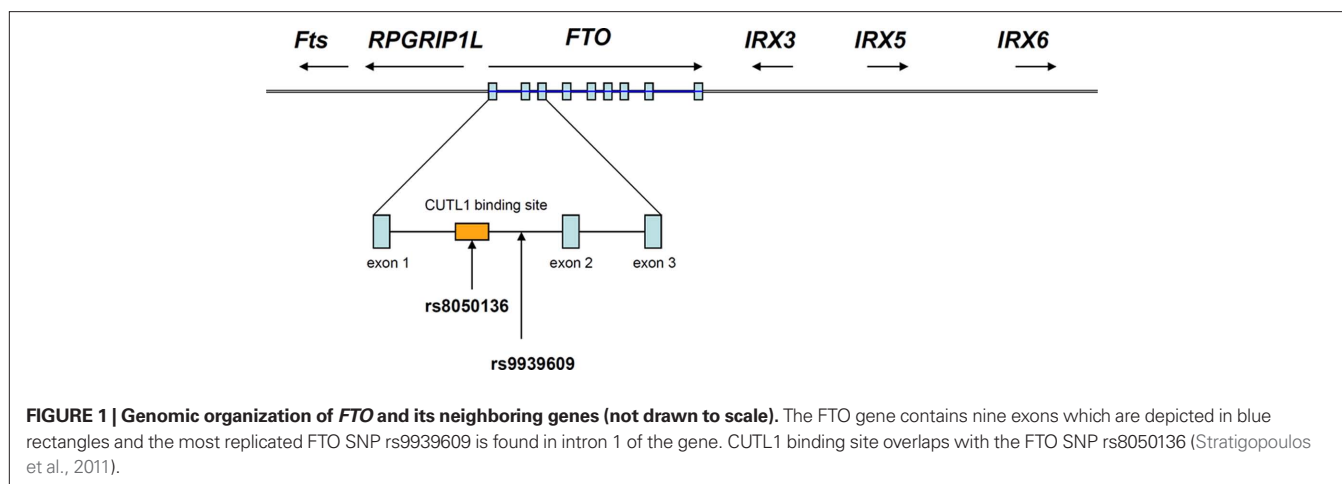 Fts RPGRIP1L FTO IRX3 IRX5 IRX6
CUTL1 binding site
exon 1 exon 2 exon 3
rs8050136
rs9939609
FIGURE 1 | Genomic organization of FTO and its neighboring genes (not drawn to scale). The FTO gene contains nine exons which are depicted in blue
rectangles and the most replicated FTO SNP rs9939609 is found in intron 1 of the gene. CUTL1 binding site overlaps with the FTO SNP rs8050136 (Stratigopoulos
et al., 2011).